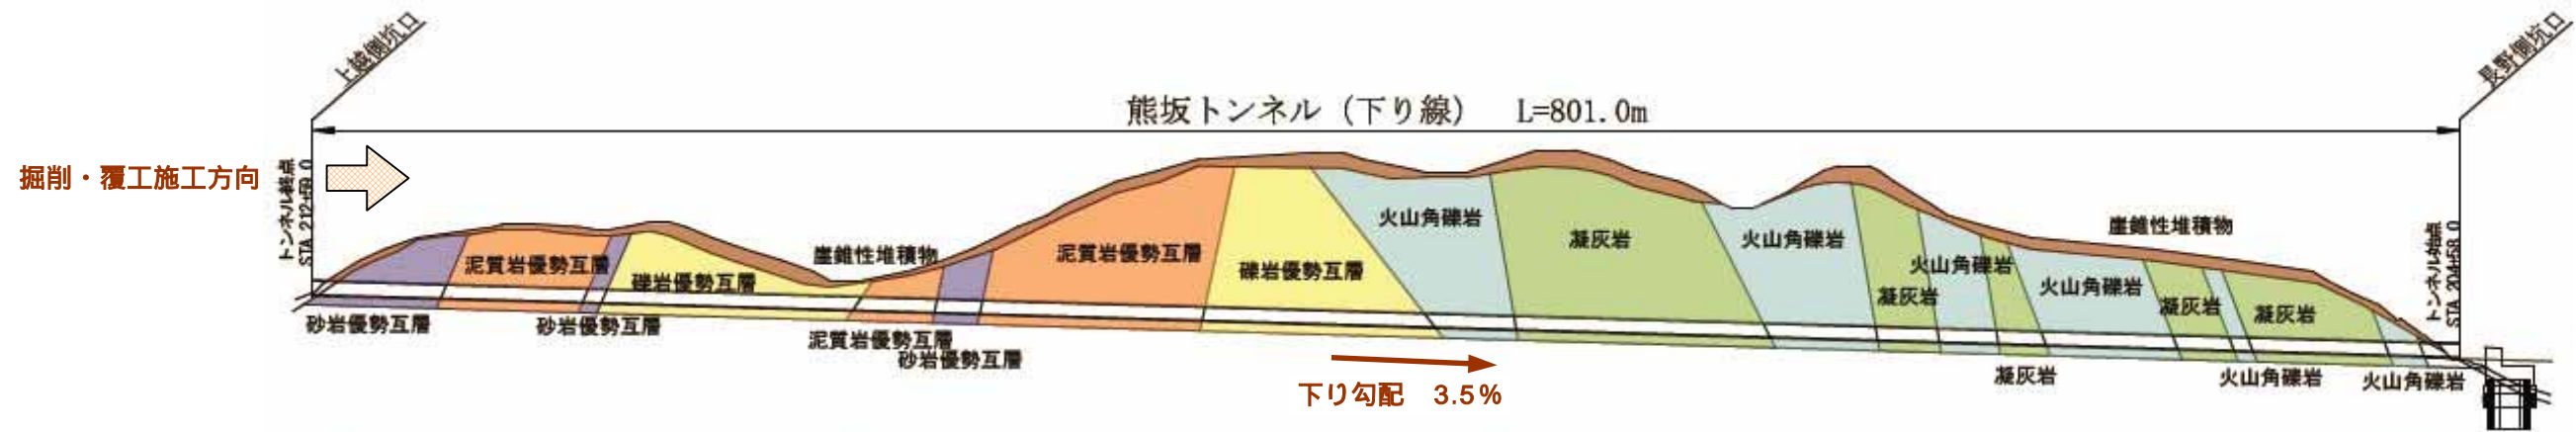 上越側坑口
長野側坑口
熊坂トンネル（下り線） L=801.0m
掘削・覆工施工方向
トンネル終点
STA 212+59.0
トンネル始点
STA 204+58.0
泥質岩優勢互層
礫岩優勢互層
崖錐性堆積物
泥質岩優勢互層
礫岩優勢互層
火山角礫岩
凝灰岩
火山角礫岩
凝灰岩
火山角礫岩
火山角礫岩
崖錐性堆積物
凝灰岩
凝灰岩
砂岩優勢互層
砂岩優勢互層
泥質岩優勢互層
砂岩優勢互層
凝灰岩
火山角礫岩
火山角礫岩
下り勾配 3.5％